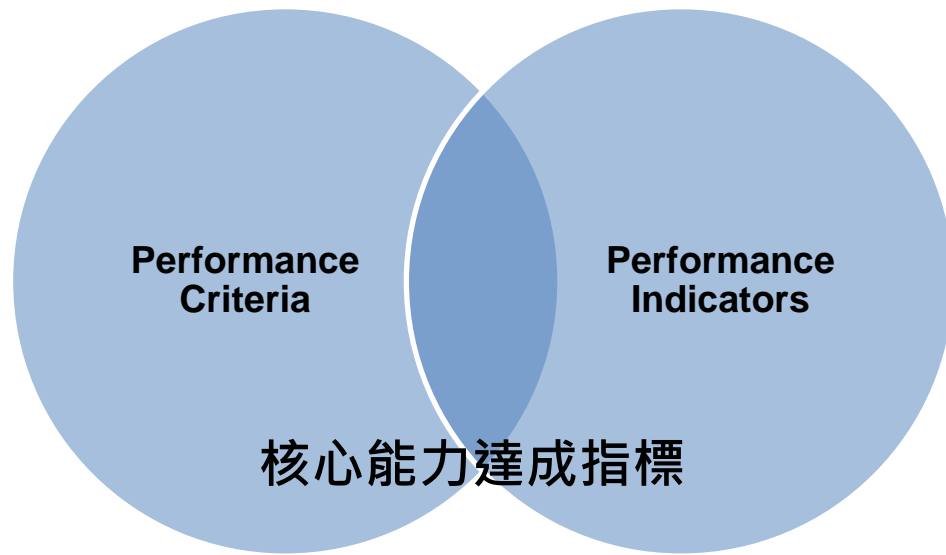 Performance
Criteria
Performance
Indicators
核心能力達成指標